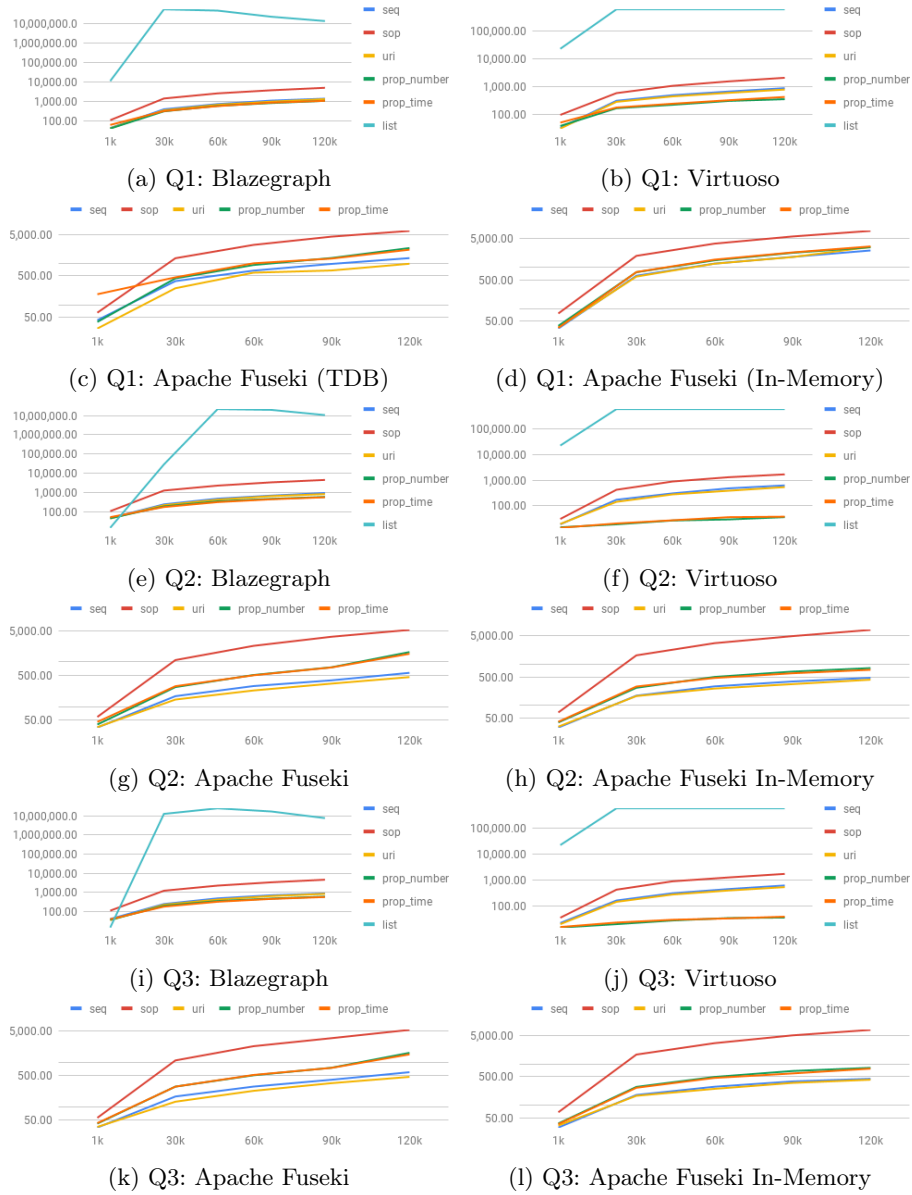 10,000,000.00
1,000,000.00
100,000.00
10,000.00
1,000.00
100.00
1k 30k 60k 90k 120k
seq
sop
uri
prop_number
prop_time
list
(a) Q1: Blazegraph
100,000.00
10,000.00
1,000.00
100.00
1k 30k 60k 90k 120k
seq
sop
uri
prop_number
prop_time
list
(b) Q1: Virtuoso
seq sop uri prop_number prop_time
5,000.00
500.00
50.00
1k 30k 60k 90k 120k
(c) Q1: Apache Fuseki (TDB)
seq sop uri prop_number prop_time
5,000.00
500.00
50.00
1k 30k 60k 90k 120k
(d) Q1: Apache Fuseki (In-Memory)
10,000,000.0
1,000,000.00
100,000.00
10,000.00
1,000.00
100.00
1k 30k 60k 90k 120k
seq
sop
uri
prop_number
prop_time
list
(e) Q2: Blazegraph
100,000.00
10,000.00
1,000.00
100.00
1k 30k 60k 90k 120k
seq
sop
uri
prop_number
prop_time
list
(f) Q2: Virtuoso
seq sop uri prop_number prop_time
5,000.00
500.00
50.00
1k 30k 60k 90k 120k
(g) Q2: Apache Fuseki
seq sop uri prop_number prop_time
5,000.00
500.00
50.00
1k 30k 60k 90k 120k
(h) Q2: Apache Fuseki In-Memory
10,000,000.0
1,000,000.00
100,000.00
10,000.00
1,000.00
100.00
1k 30k 60k 90k 120k
seq
sop
uri
prop_number
prop_time
list
(i) Q3: Blazegraph
100,000.00
10,000.00
1,000.00
100.00
1k 30k 60k 90k 120k
seq
sop
uri
prop_number
prop_time
list
(j) Q3: Virtuoso
seq sop uri prop_number prop_time
5,000.00
500.00
50.00
1k 30k 60k 90k 120k
(k) Q3: Apache Fuseki
seq sop uri prop_number prop_time
5,000.00
500.00
50.00
1k 30k 60k 90k 120k
(l) Q3: Apache Fuseki In-Memory